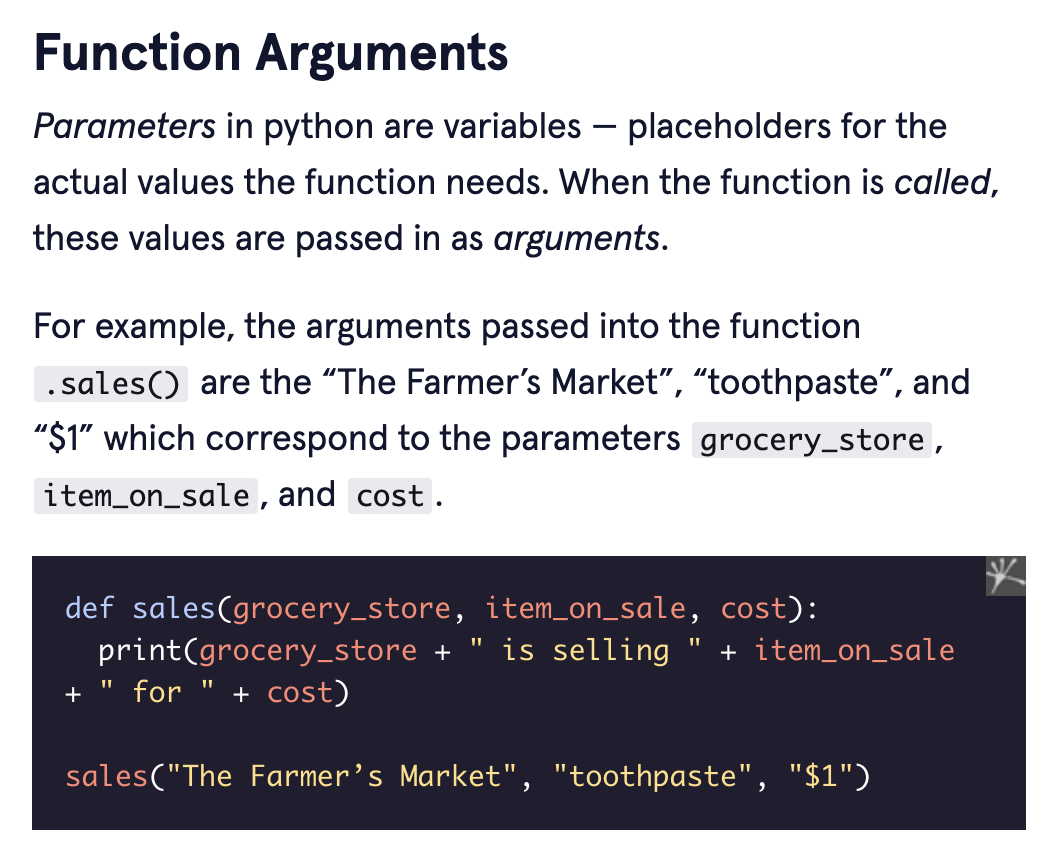 Function Arguments
Parameters in python are variables — placeholders for the
actual values the function needs. When the function is called,
these values are passed in as arguments.
For example, the arguments passed into the function
.sales() are the “The Farmer’s Market”, “toothpaste”, and
“$1” which correspond to the parameters grocery_store,
item_on_sale, and cost.
def sales(grocery_store, item_on_sale, cost):
  print(grocery_store + " is selling " + item_on_sale
+ " for " + cost)
sales("The Farmer’s Market", "toothpaste", "$1")